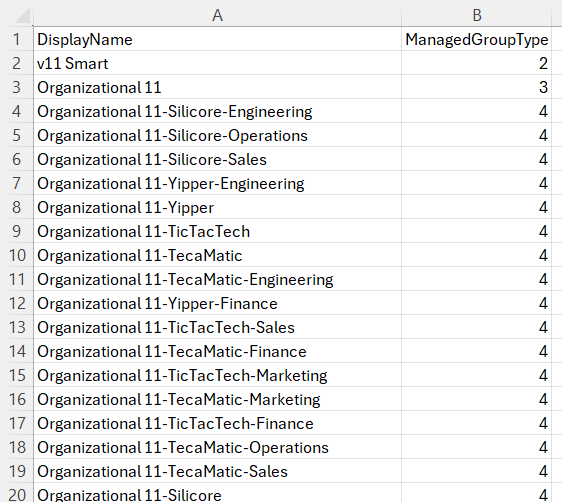 A B
1 DisplayName ManagedGroupType
2 v11 Smart 2
3 Organizational 11 3
4 Organizational 11-Silicore-Engineering 4
5 Organizational 11-Silicore-Operations 4
6 Organizational 11-Silicore-Sales 4
7 Organizational 11-Yipper-Engineering 4
8 Organizational 11-Yipper 4
9 Organizational 11-TicTacTech 4
10 Organizational 11-TecaMatic 4
11 Organizational 11-TecaMatic-Engineering 4
12 Organizational 11-Yipper-Finance 4
13 Organizational 11-TicTacTech-Sales 4
14 Organizational 11-TecaMatic-Finance 4
15 Organizational 11-TicTacTech-Marketing 4
16 Organizational 11-TecaMatic-Marketing 4
17 Organizational 11-TicTacTech-Finance 4
18 Organizational 11-TecaMatic-Operations 4
19 Organizational 11-TecaMatic-Sales 4
20 Organizational 11-Silicore 4